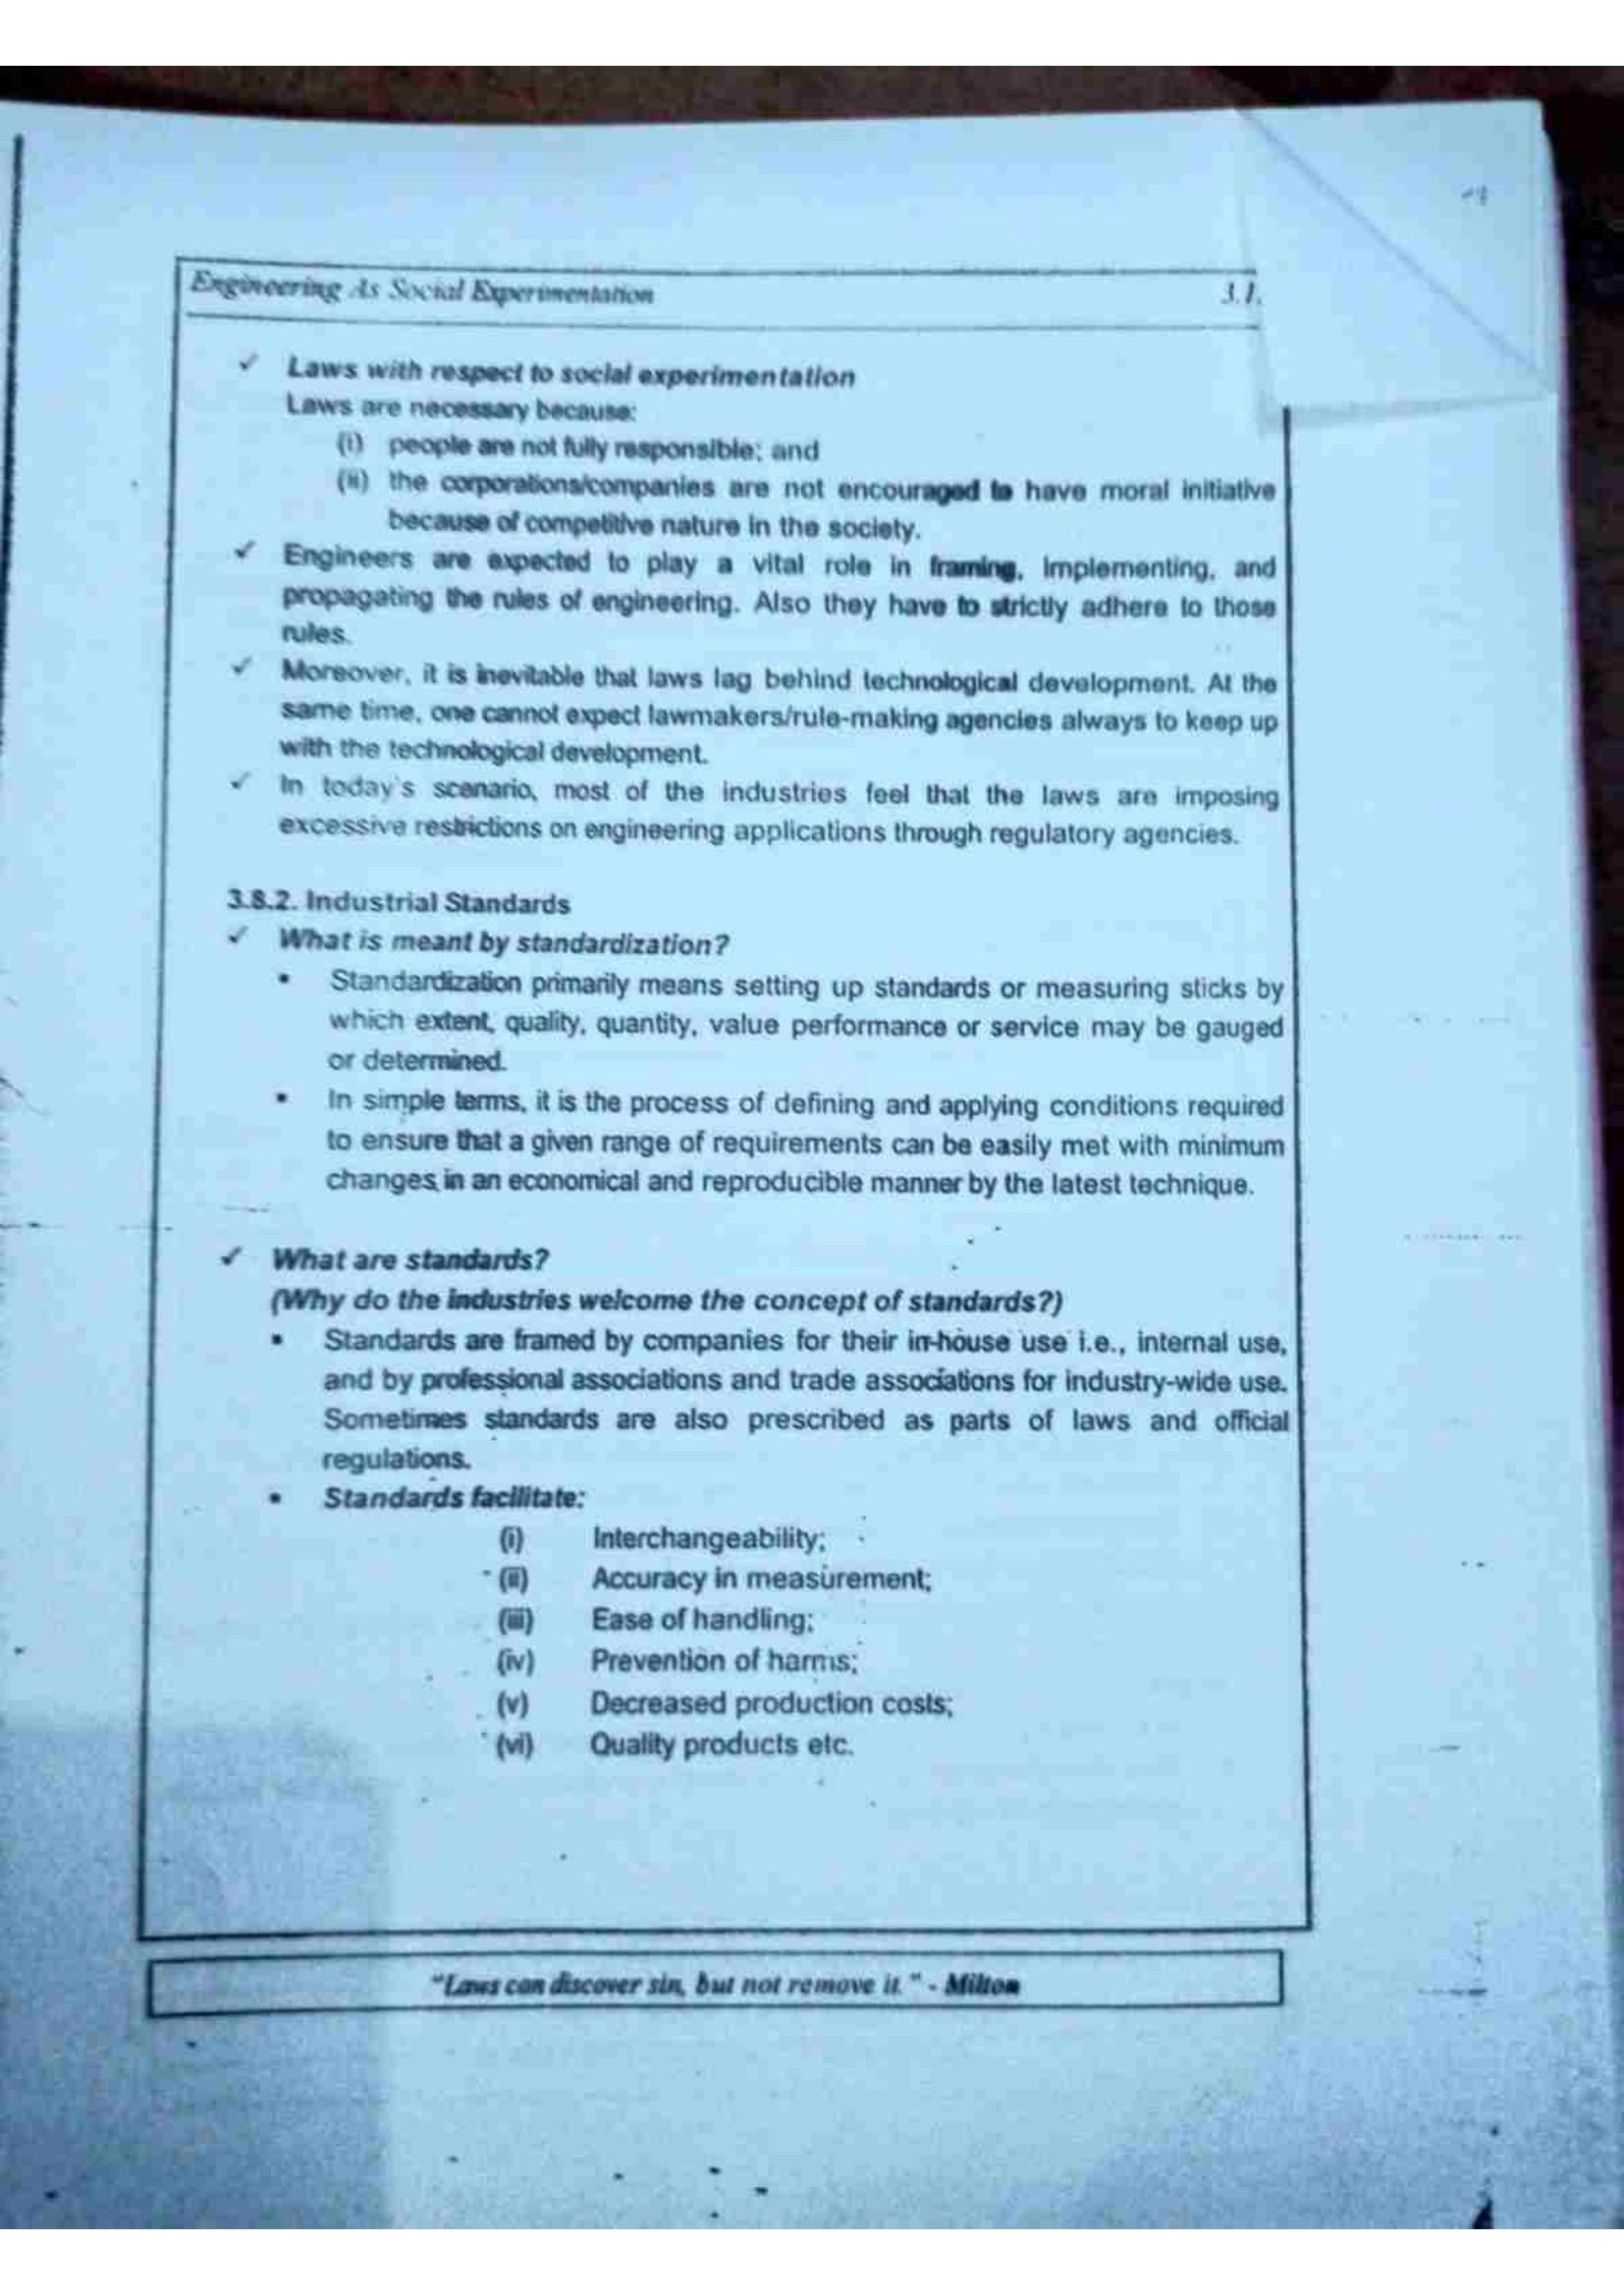 Engineering As Social Experimentation 3.1.
✓ Laws with respect to social experimentation
Laws are necessary because:
(i) people are not fully responsible; and
(ii) the corporations/companies are not encouraged to have moral initiative
because of competitive nature in the society.
✓ Engineers are expected to play a vital role in framing, implementing, and
propagating the rules of engineering. Also they have to strictly adhere to those
rules.
✓ Moreover, it is inevitable that laws lag behind technological development. At the
same time, one cannot expect lawmakers/rule-making agencies always to keep up
with the technological development.
✓ In today's scenario, most of the industries feel that the laws are imposing
excessive restrictions on engineering applications through regulatory agencies.
3.8.2. Industrial Standards
✓ What is meant by standardization?
• Standardization primarily means setting up standards or measuring sticks by
which extent, quality, quantity, value performance or service may be gauged
or determined.
• In simple terms, it is the process of defining and applying conditions required
to ensure that a given range of requirements can be easily met with minimum
changes in an economical and reproducible manner by the latest technique.
✓ What are standards?
(Why do the industries welcome the concept of standards?)
• Standards are framed by companies for their in-house use i.e., internal use,
and by professional associations and trade associations for industry-wide use.
Sometimes standards are also prescribed as parts of laws and official
regulations.
• Standards facilitate:
(i) Interchangeability;
(ii) Accuracy in measurement;
(iii) Ease of handling;
(iv) Prevention of harms;
(v) Decreased production costs;
(vi) Quality products etc.
"Laws can discover sin, but not remove it." - Milton